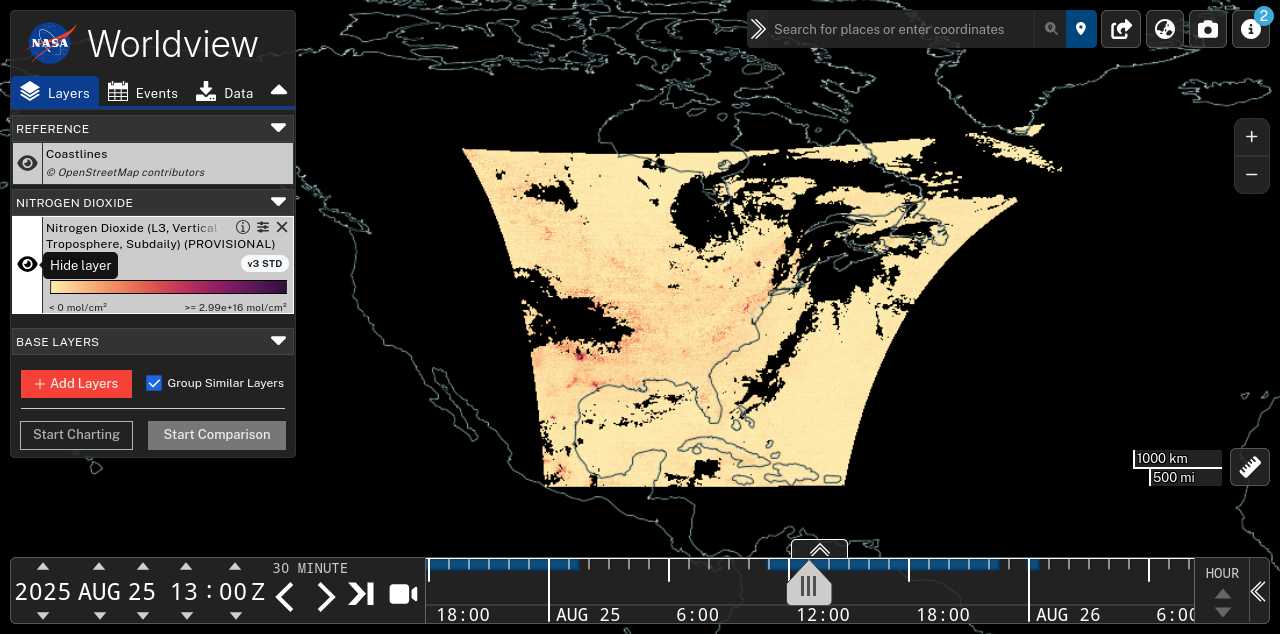 NASA Worldview
Search for places or enter coordinates
2
Layers
Events
Data
REFERENCE
Coastlines
© OpenStreetMap contributors
NITROGEN DIOXIDE
Nitrogen Dioxide (L3, Vertical
Troposphere, Subdaily) (PROVISIONAL)
Hide layer
v3 STD
< 0 mol/cm²
>= 2.99e+16 mol/cm²
BASE LAYERS
+ Add Layers
Group Similar Layers
Start Charting
Start Comparison
+
−
1000 km
500 mi
30 MINUTE
2025 AUG 25 13:00Z
18:00
AUG 25
6:00
12:00
18:00
AUG 26
6:00
HOUR